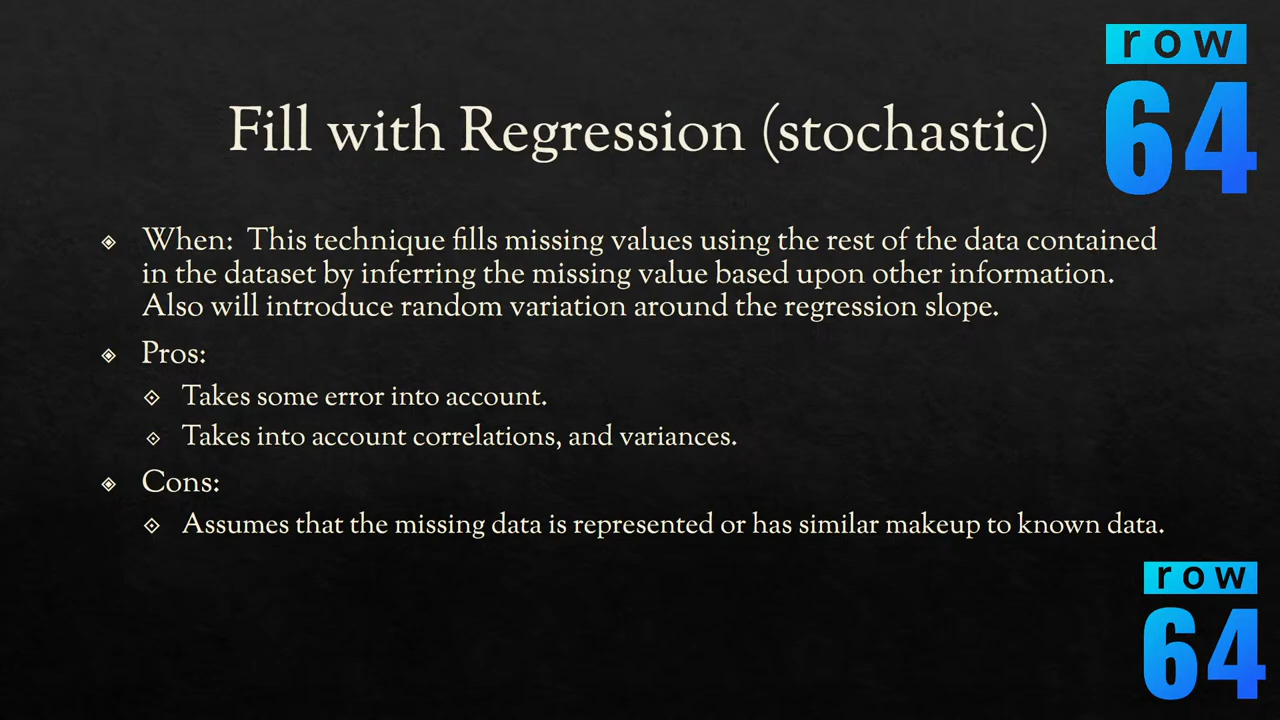 row
64
Fill with Regression (stochastic)
When: This technique fills missing values using the rest of the data contained
in the dataset by inferring the missing value based upon other information.
Also will introduce random variation around the regression slope.
Pros:
Takes some error into account.
Takes into account correlations, and variances.
Cons:
Assumes that the missing data is represented or has similar makeup to known data.
row
64